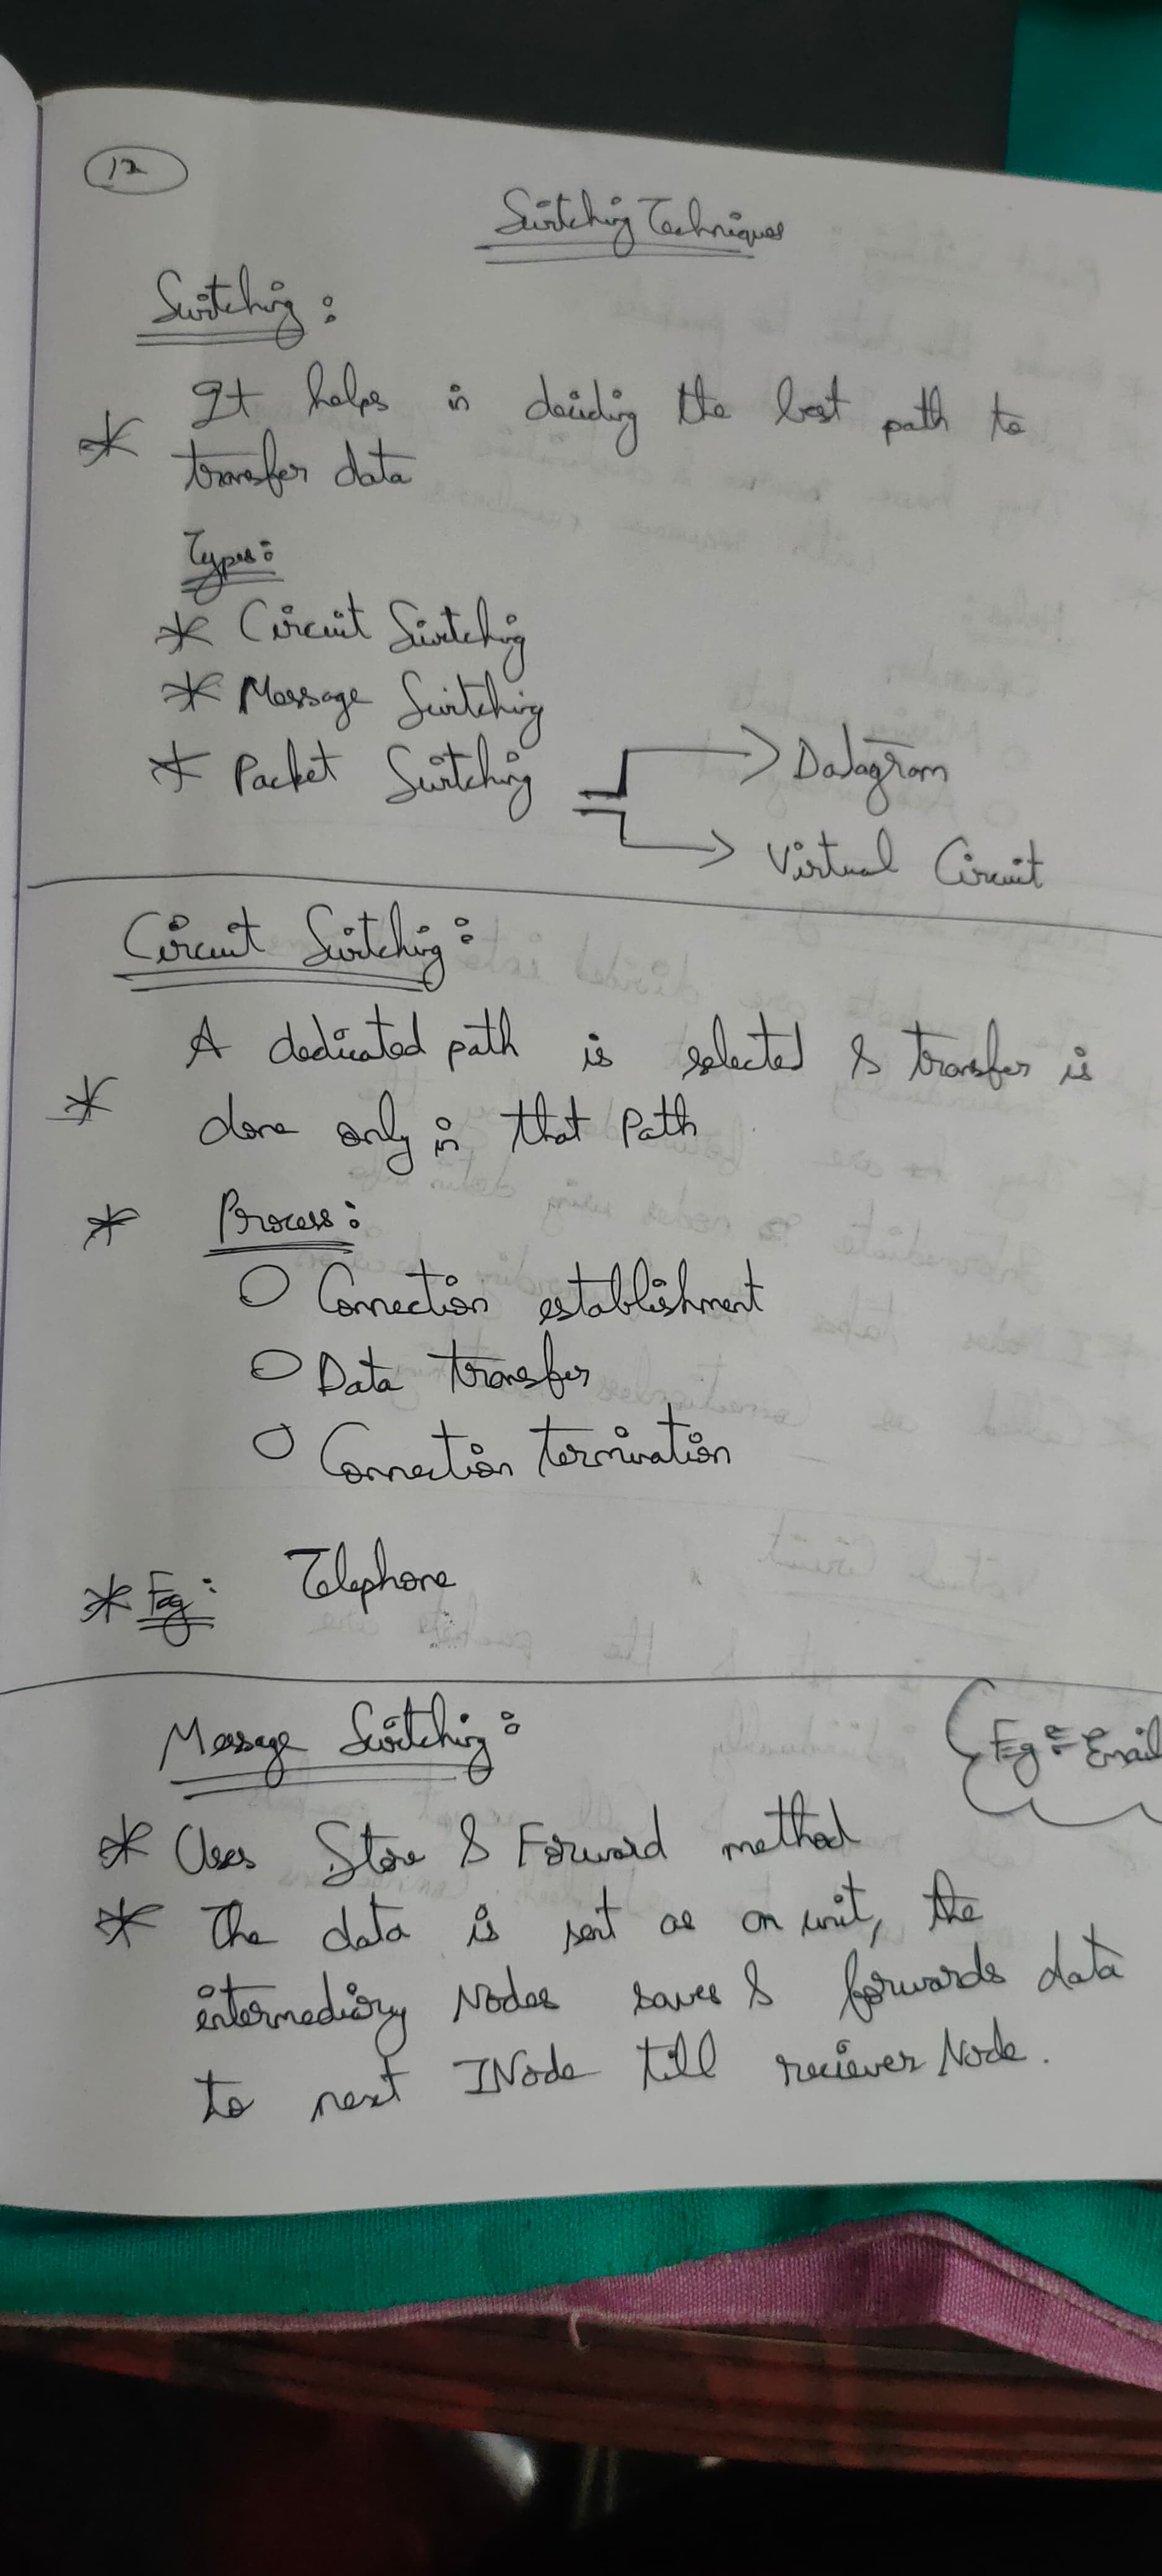 12
Switching Techniques
Switching :
It helps in deciding the best path to
* transfer data
Types:
* Circuit Switching
* Message Switching
* Packet Switching
Datagram
Virtual Circuit
Circuit Switching :
A dedicated path is selected & transfer is
* done only in that Path
* Process :
O Connection establishment
O Data transfer
O Connection termination
* Eg : Telephone
Message Switching :
Eg : Email
* Uses Store & Forward method
* The data is sent as on unit, the
intermediary Nodes saves & forwards data
to next INode till reciever Node.